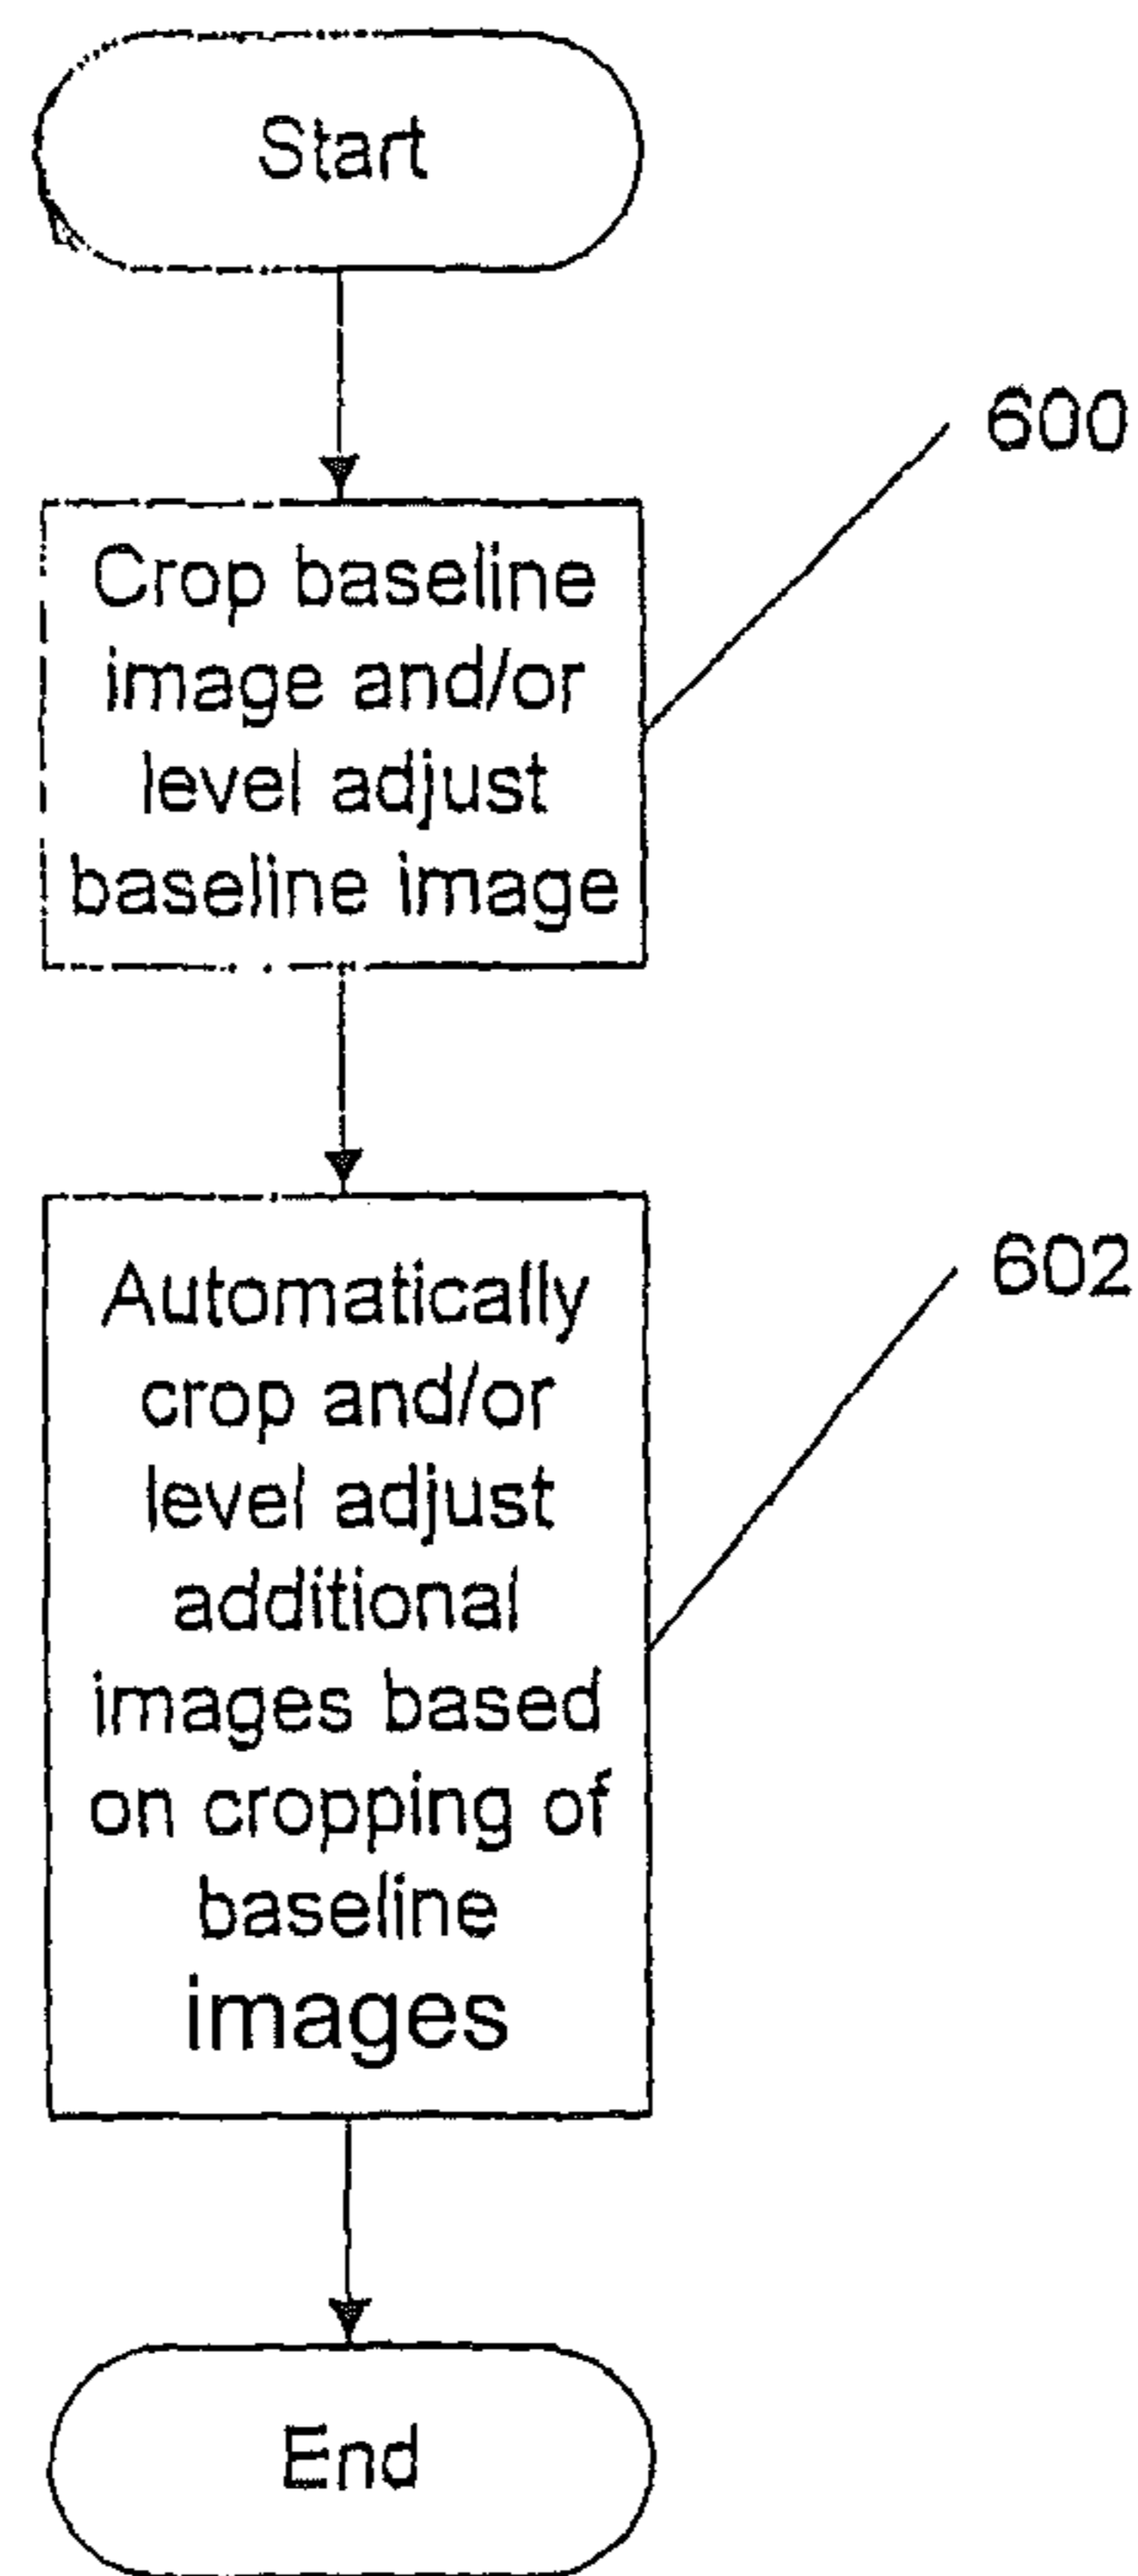 Start
600
Crop baseline
image and/or
level adjust
baseline image
602
Automatically
crop and/or
level adjust
additional
images based
on cropping of
baseline
images
End